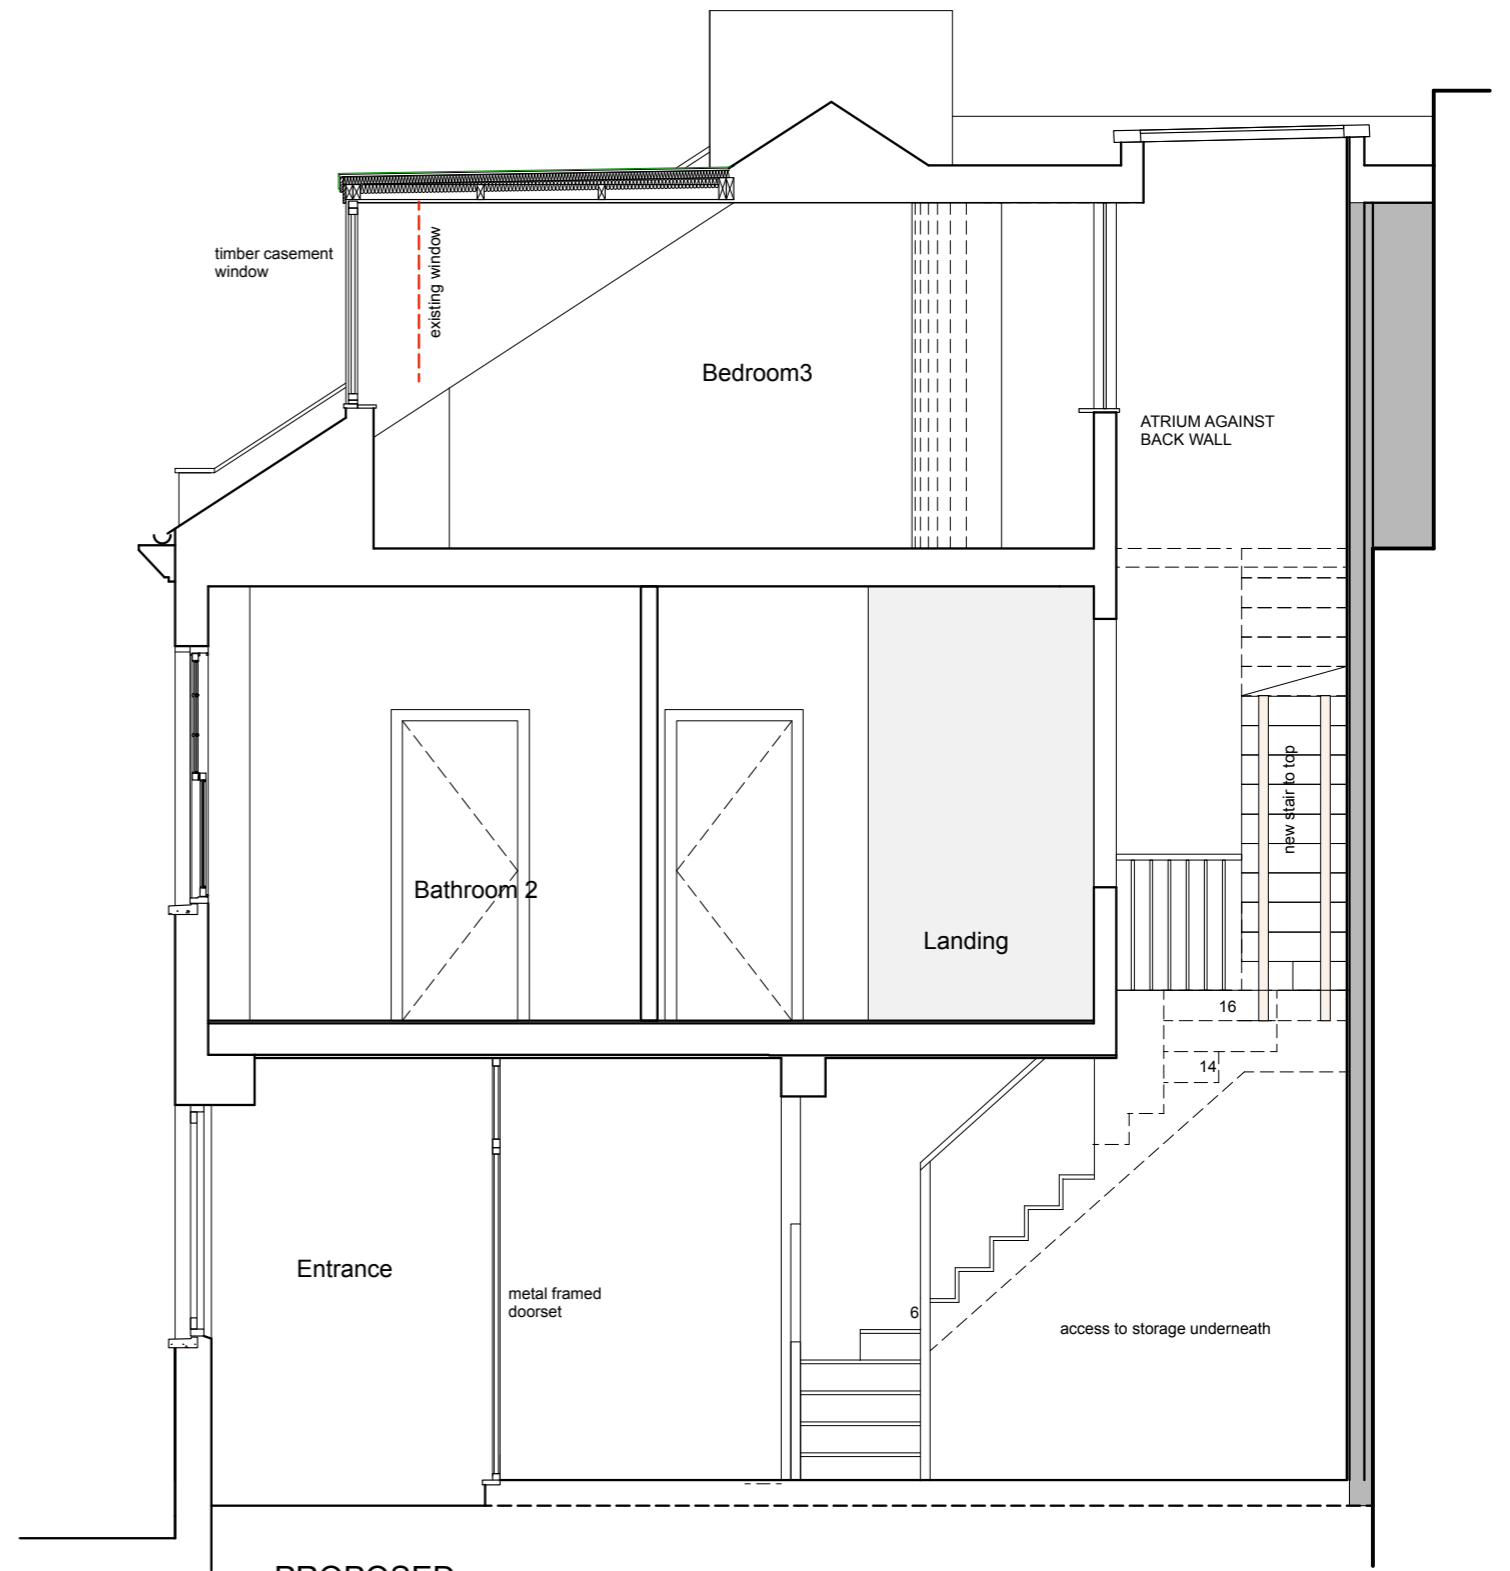 timber casement
window
existing window
Bedroom3
ATRIUM AGAINST
BACK WALL
new stair to top
Bathroom 2
Landing
16
14
Entrance
metal framed
doorset
6
access to storage underneath
PROPOSED